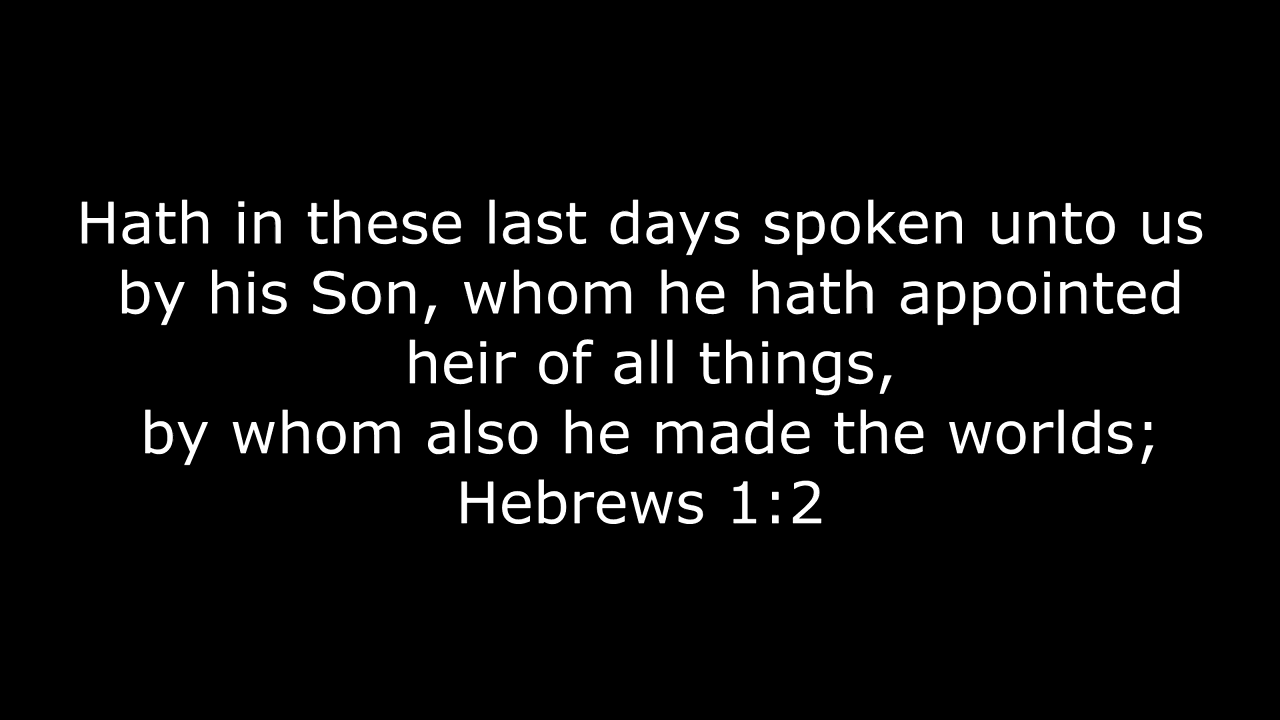 Hath in these last days spoken unto us
by his Son, whom he hath appointed
heir of all things,
by whom also he made the worlds;
Hebrews 1:2